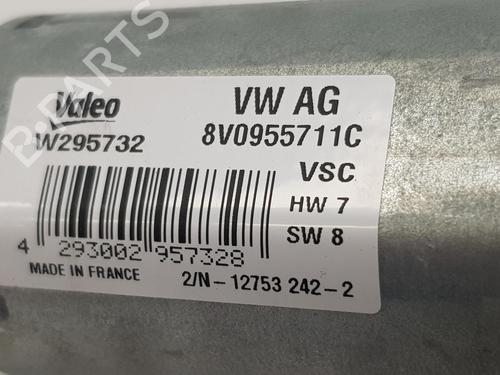 Valeo
VW AG
W295732
8V0955711C
VSC
HW 7
SW 8
4 293002 957328
MADE IN FRANCE
2/N-12753 242-2
B-PARTS